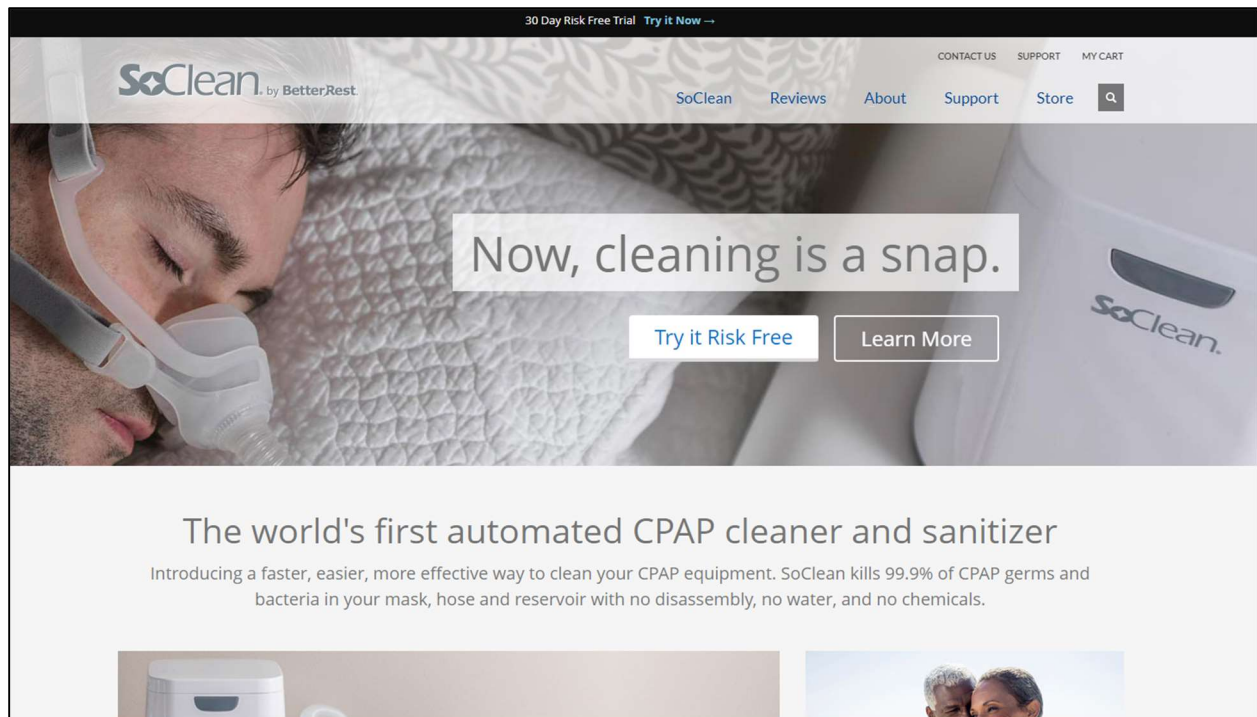 30 Day Risk Free Trial Try it Now →
CONTACT US SUPPORT MY CART
SoClean. by BetterRest
SoClean Reviews About Support Store
Now, cleaning is a snap.
Try it Risk Free Learn More
SoClean.
The world's first automated CPAP cleaner and sanitizer
Introducing a faster, easier, more effective way to clean your CPAP equipment. SoClean kills 99.9% of CPAP germs and
bacteria in your mask, hose and reservoir with no disassembly, no water, and no chemicals.